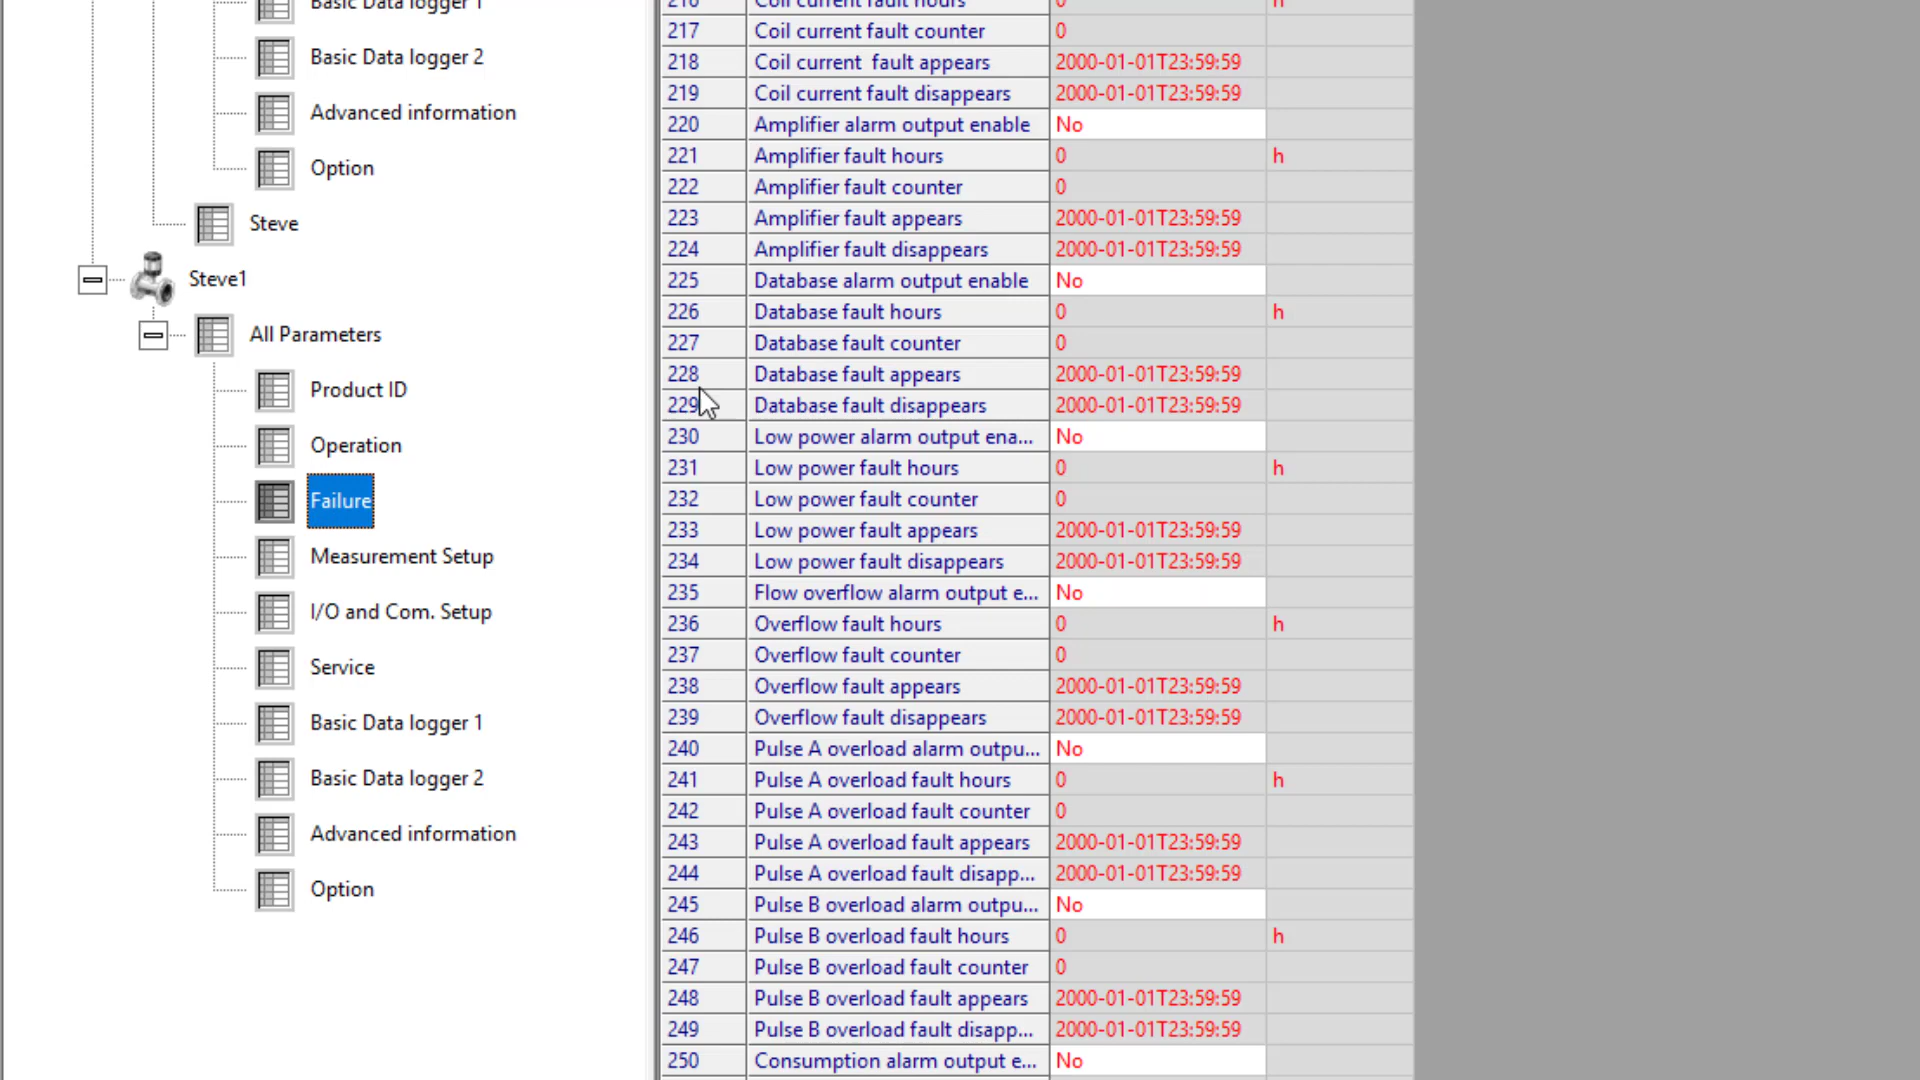 Basic Data logger 1
Basic Data logger 2
Advanced information
Option
Steve
Steve1
All Parameters
Product ID
Operation
Failure
Measurement Setup
I/O and Com. Setup
Service
Basic Data logger 1
Basic Data logger 2
Advanced information
Option
216 Coil current fault hours 0 h
217 Coil current fault counter 0
218 Coil current fault appears 2000-01-01T23:59:59
219 Coil current fault disappears 2000-01-01T23:59:59
220 Amplifier alarm output enable No
221 Amplifier fault hours 0 h
222 Amplifier fault counter 0
223 Amplifier fault appears 2000-01-01T23:59:59
224 Amplifier fault disappears 2000-01-01T23:59:59
225 Database alarm output enable No
226 Database fault hours 0 h
227 Database fault counter 0
228 Database fault appears 2000-01-01T23:59:59
229 Database fault disappears 2000-01-01T23:59:59
230 Low power alarm output ena... No
231 Low power fault hours 0 h
232 Low power fault counter 0
233 Low power fault appears 2000-01-01T23:59:59
234 Low power fault disappears 2000-01-01T23:59:59
235 Flow overflow alarm output e... No
236 Overflow fault hours 0 h
237 Overflow fault counter 0
238 Overflow fault appears 2000-01-01T23:59:59
239 Overflow fault disappears 2000-01-01T23:59:59
240 Pulse A overload alarm outpu... No
241 Pulse A overload fault hours 0 h
242 Pulse A overload fault counter 0
243 Pulse A overload fault appears 2000-01-01T23:59:59
244 Pulse A overload fault disapp... 2000-01-01T23:59:59
245 Pulse B overload alarm outpu... No
246 Pulse B overload fault hours 0 h
247 Pulse B overload fault counter 0
248 Pulse B overload fault appears 2000-01-01T23:59:59
249 Pulse B overload fault disapp... 2000-01-01T23:59:59
250 Consumption alarm output e... No